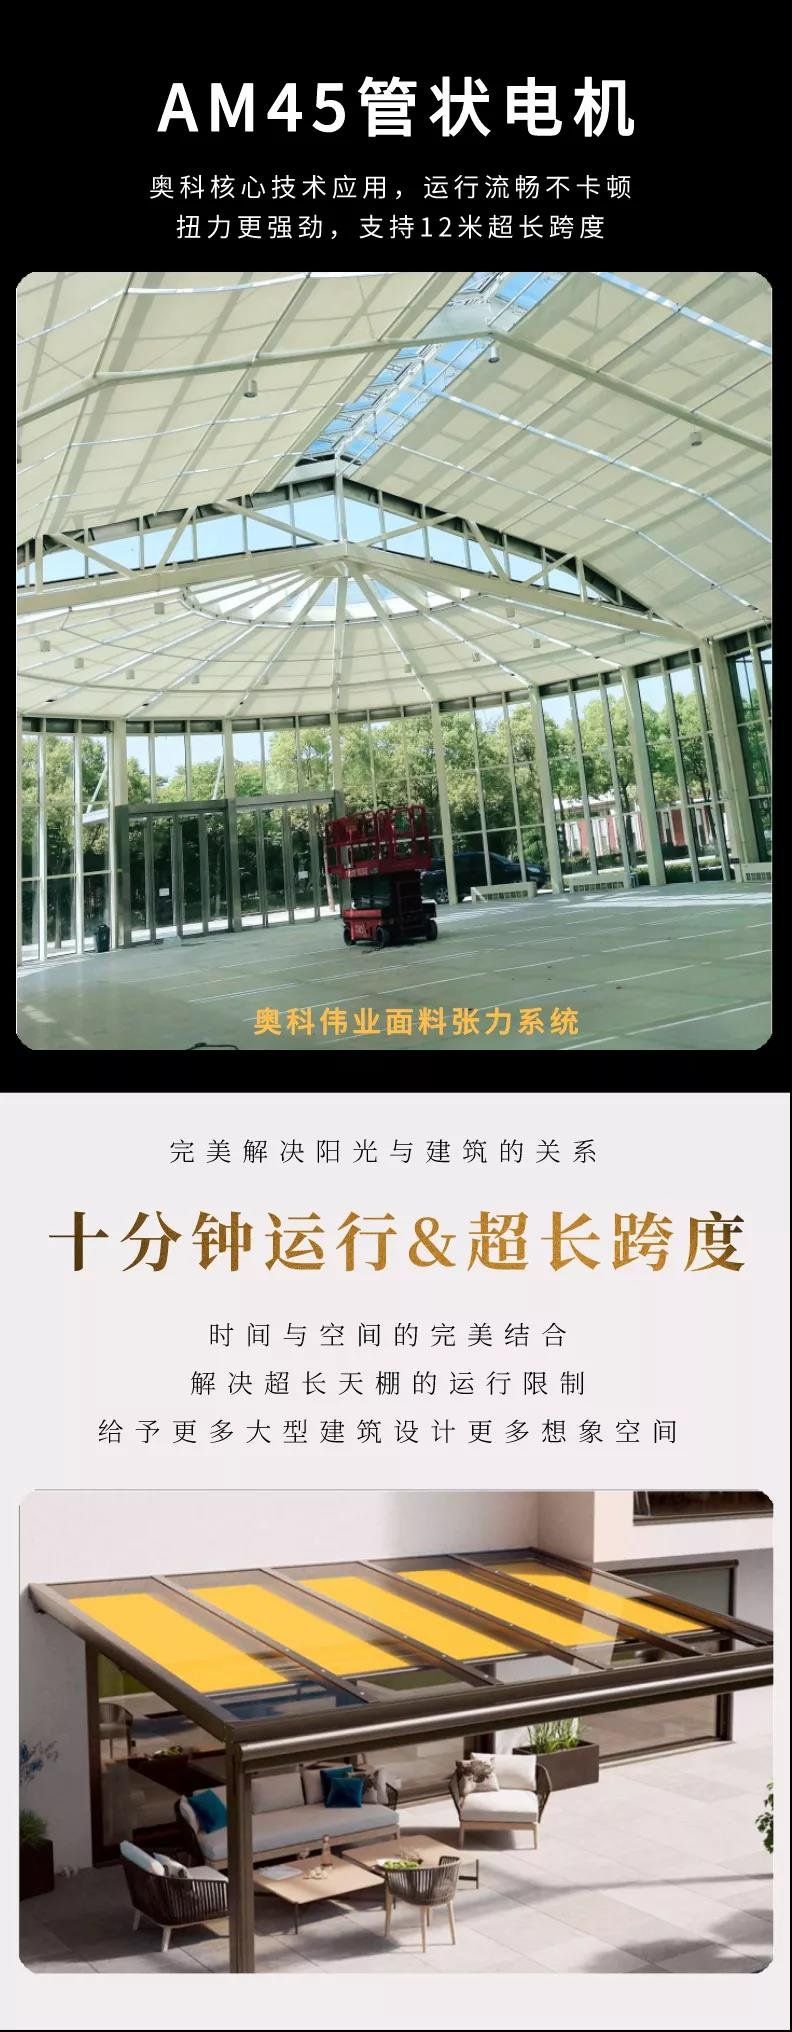 AM45管状电机
奥科核心技术应用，运行流畅不卡顿
扭力更强劲，支持12米超长跨度
奥科伟业面料张力系统
完美解决阳光与建筑的关系
十分钟运行&超长跨度
时间与空间的完美结合
解决超长天棚的运行限制
给予更多大型建筑设计更多想象空间